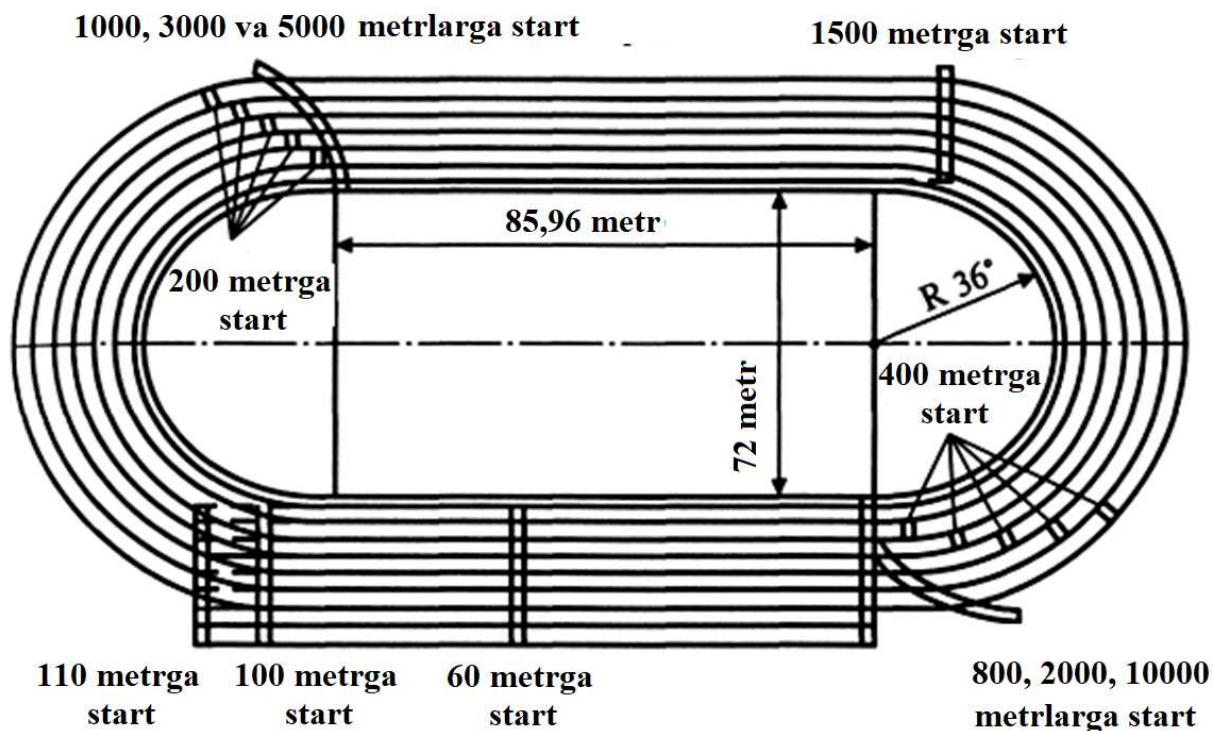 1000, 3000 va 5000 metrlarga start
1500 metrga start
85,96 metr
200 metrga
start
R 36°
72 metr
400 metrga
start
110 metrga
start
100 metrga
start
60 metrga
start
800, 2000, 10000
metrlarga start